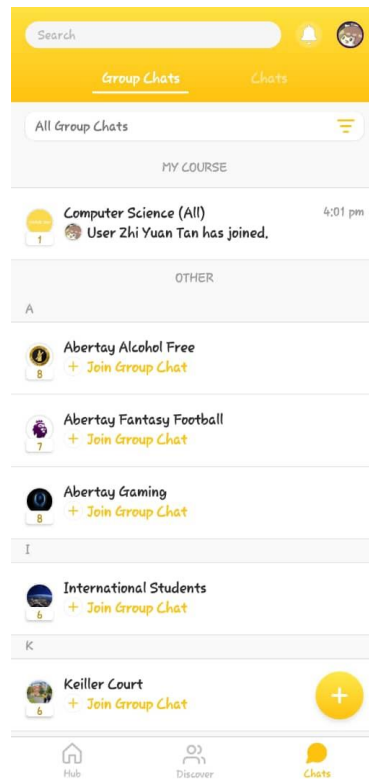 Search
Group Chats
Chats
All Group Chats
MY COURSE
Computer Science (All)
4:01 pm
1
User Zhi Yuan Tan has joined.
OTHER
A
Abertay Alcohol Free
8
+ Join Group Chat
Abertay Fantasy Football
7
+ Join Group Chat
Abertay Gaming
8
+ Join Group Chat
I
International Students
6
+ Join Group Chat
K
Keiller Court
6
+ Join Group Chat
+
Hub
Discover
Chats